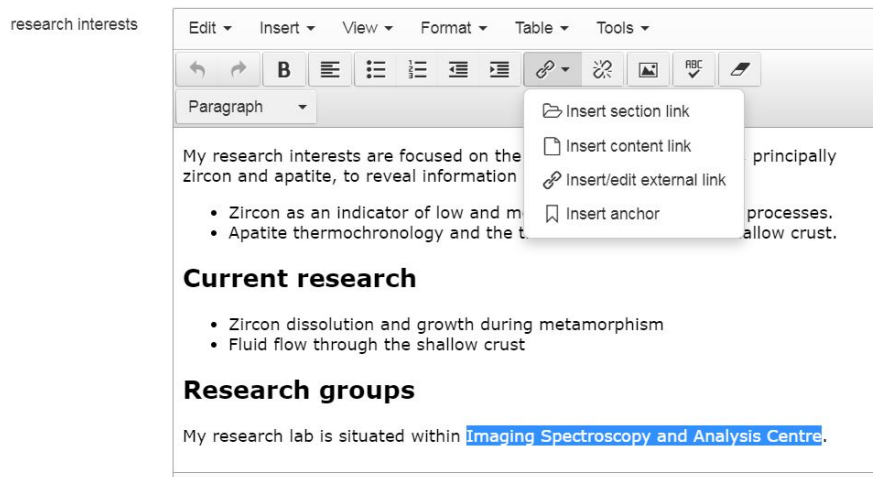 research interests
Edit Insert View Format Table Tools
B ABC
Paragraph
Insert section link
Insert content link
Insert/edit external link
Insert anchor
My research interests are focused on the principally
zircon and apatite, to reveal information
Zircon as an indicator of low and processes.
Apatite thermochronology and the crust.
Current research
Zircon dissolution and growth during metamorphism
Fluid flow through the shallow crust
Research groups
My research lab is situated within Imaging Spectroscopy and Analysis Centre.